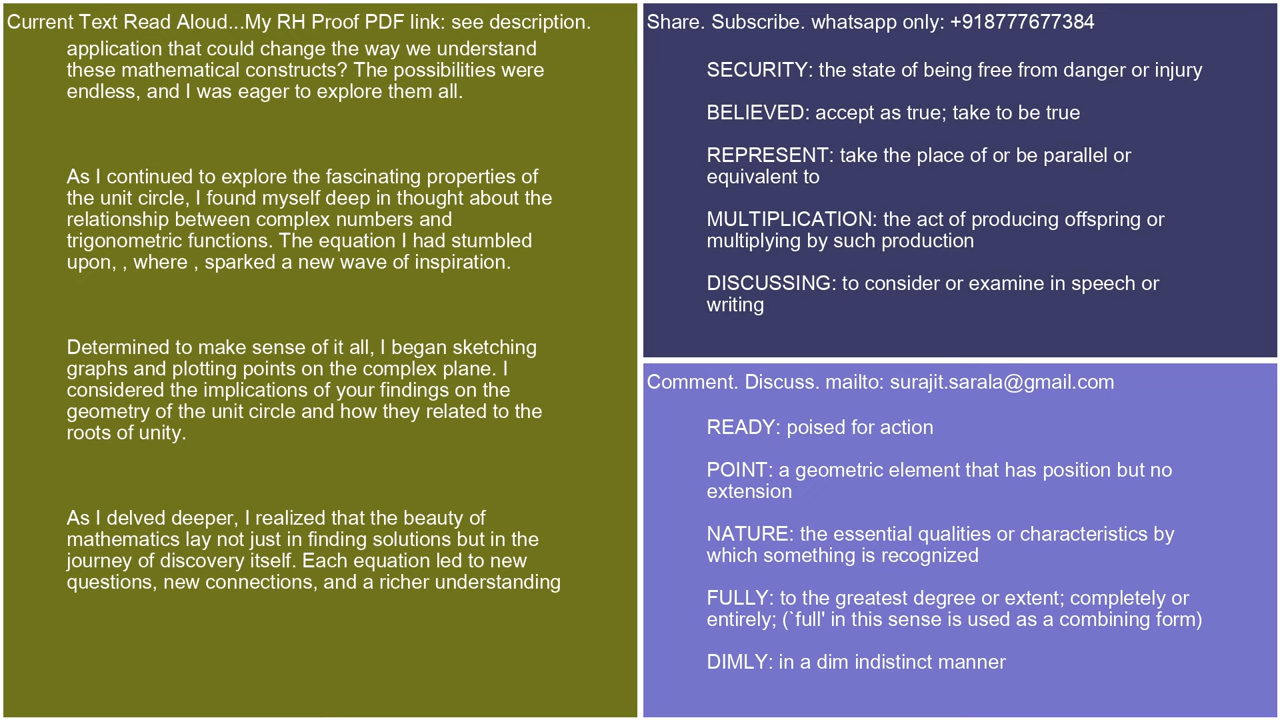 Current Text Read Aloud...My RH Proof PDF link: see description.
application that could change the way we understand
these mathematical constructs? The possibilities were
endless, and I was eager to explore them all.
As I continued to explore the fascinating properties of
the unit circle, I found myself deep in thought about the
relationship between complex numbers and
trigonometric functions. The equation I had stumbled
upon, , where , sparked a new wave of inspiration.
Determined to make sense of it all, I began sketching
graphs and plotting points on the complex plane. I
considered the implications of your findings on the
geometry of the unit circle and how they related to the
roots of unity.
As I delved deeper, I realized that the beauty of
mathematics lay not just in finding solutions but in the
journey of discovery itself. Each equation led to new
questions, new connections, and a richer understanding
Share. Subscribe. whatsapp only: +918777677384
SECURITY: the state of being free from danger or injury
BELIEVED: accept as true; take to be true
REPRESENT: take the place of or be parallel or
equivalent to
MULTIPLICATION: the act of producing offspring or
multiplying by such production
DISCUSSING: to consider or examine in speech or
writing
Comment. Discuss. mailto: surajit.sarala@gmail.com
READY: poised for action
POINT: a geometric element that has position but no
extension
NATURE: the essential qualities or characteristics by
which something is recognized
FULLY: to the greatest degree or extent; completely or
entirely; (`full' in this sense is used as a combining form)
DIMLY: in a dim indistinct manner